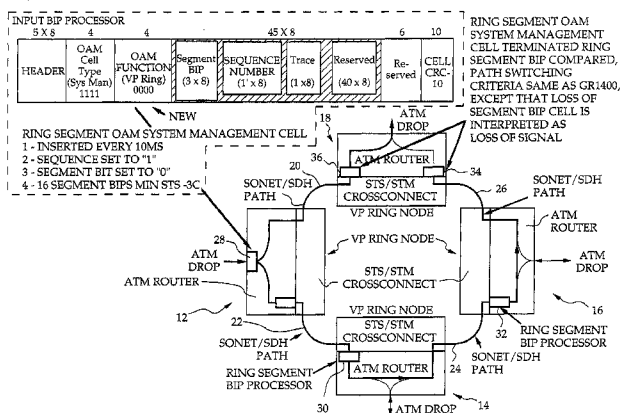 INPUT BIP PROCESSOR
5 X 8 4 4 45 X 8 6 10
HEADER
OAM
Cell
Type
(Sys Man)
1111
OAM
FUNCTION
(VP Ring)
0000
Segment
BIP
(3 x 8)
SEQUENCE
NUMBER
(1' x 8)
Trace
(1 x8)
Reserved
(40 x 8)
Re-
served
CELL
CRC-
10
NEW
RING SEGMENT OAM SYSTEM MANAGEMENT CELL
1 - INSERTED EVERY 10MS
2 - SEQUENCE SET TO "1"
3 - SEGMENT BIT SET TO "0"
4 - 16 SEGMENT BIPS MIN STS -3C
RING SEGMENT OAM
SYSTEM MANAGEMENT
CELL TERMINATED RING
SEGMENT BIP COMPARED,
PATH SWITCHING
CRITERIA SAME AS GR1400,
EXCEPT THAT LOSS OF
SEGMENT BIP CELL IS
INTERPRETED AS
LOSS OF SIGNAL
18
ATM
DROP
36
ATM ROUTER
34
STS/STM
CROSSCONNECT
VP RING NODE
20
SONET/SDH
PATH
26
SONET/SDH
PATH
28
ATM
DROP
ATM ROUTER
12
VP RING NODE
STS/STM
CROSSCONNECT
ATM
ROUTER
ATM
DROP
16
32
RING SEGMENT
BIP PROCESSOR
22
SONET/SDH
PATH
VP RING NODE
STS/STM
CROSSCONNECT
ATM ROUTER
24
SONET/SDH
PATH
RING SEGMENT
BIP PROCESSOR
30
14
ATM DROP